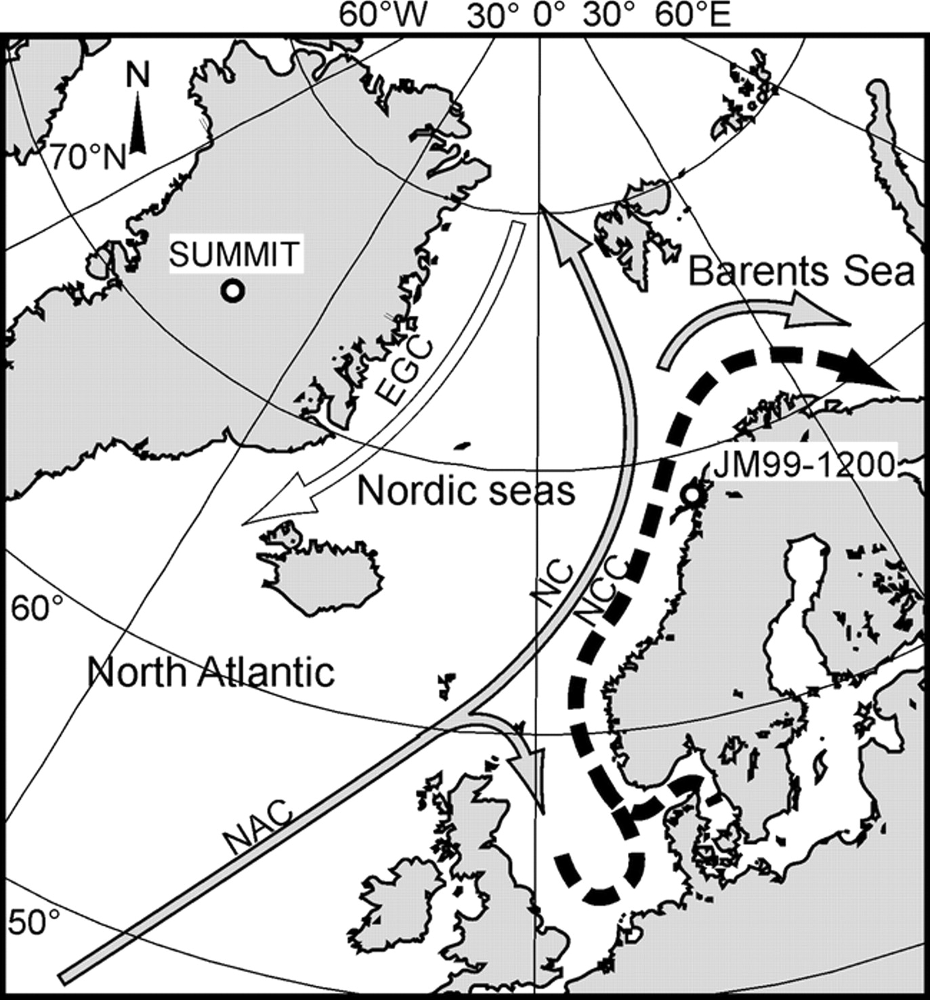 60°W 30° 0° 30° 60°E
N
70°N
SUMMIT
Barents Sea
EGC
JM99-1200
Nordic seas
NC
NCC
60°
North Atlantic
NAC
50°